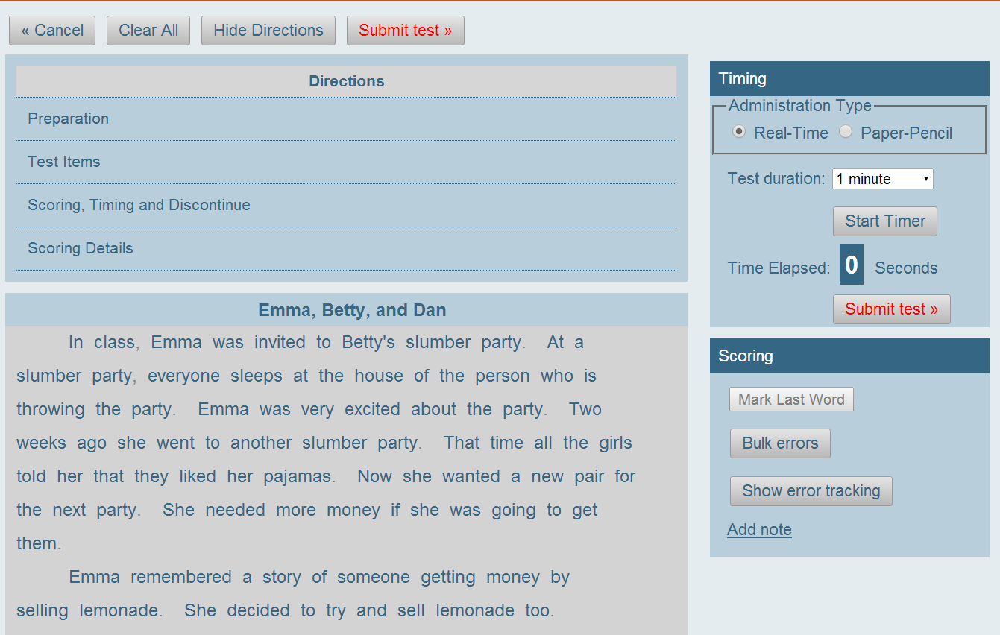 « Cancel
Clear All
Hide Directions
Submit test »
Directions
Preparation
Test Items
Scoring, Timing and Discontinue
Scoring Details
Emma, Betty, and Dan
In class, Emma was invited to Betty's slumber party. At a
slumber party, everyone sleeps at the house of the person who is
throwing the party. Emma was very excited about the party. Two
weeks ago she went to another slumber party. That time all the girls
told her that they liked her pajamas. Now she wanted a new pair for
the next party. She needed more money if she was going to get
them.
Emma remembered a story of someone getting money by
selling lemonade. She decided to try and sell lemonade too.
Timing
Administration Type
Real-Time
Paper-Pencil
Test duration: 1 minute
Start Timer
Time Elapsed: 0 Seconds
Submit test »
Scoring
Mark Last Word
Bulk errors
Show error tracking
Add note